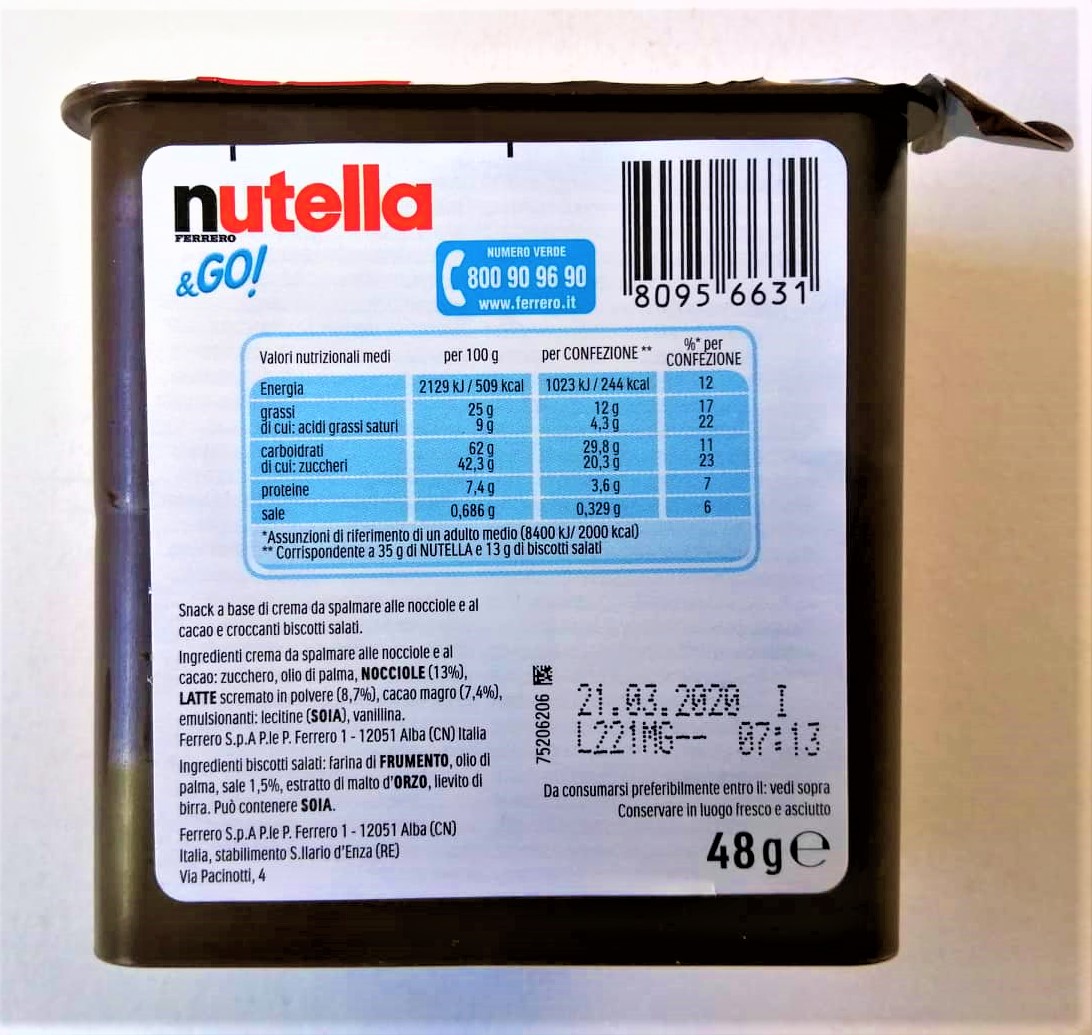 nutella
FERRERO
&GO!
NUMERO VERDE
800 90 96 90
www.ferrero.it
8095 6631
Valori nutrizionali medi per 100 g per CONFEZIONE ** %* per CONFEZIONE
Energia 2129 kJ / 509 kcal 1023 kJ / 244 kcal 12
grassi 25 g 12 g 17
di cui: acidi grassi saturi 9 g 4,3 g 22
carboidrati 62 g 29,8 g 11
di cui: zuccheri 42,3 g 20,3 g 23
proteine 7,4 g 3,6 g 7
sale 0,686 g 0,329 g 6
*Assunzioni di riferimento di un adulto medio (8400 kJ/ 2000 kcal)
** Corrispondente a 35 g di NUTELLA e 13 g di biscotti salati
Snack a base di crema da spalmare alle nocciole e al
cacao e croccanti biscotti salati.
Ingredienti crema da spalmare alle nocciole e al
cacao: zucchero, olio di palma, NOCCIOLE (13%),
LATTE scremato in polvere (8,7%), cacao magro (7,4%),
emulsionanti: lecitine (SOIA), vanillina.
Ferrero S.p.A P.le P. Ferrero 1 - 12051 Alba (CN) Italia
Ingredienti biscotti salati: farina di FRUMENTO, olio di
palma, sale 1,5%, estratto di malto d'ORZO, lievito di
birra. Può contenere SOIA.
Ferrero S.p.A P.le P. Ferrero 1 - 12051 Alba (CN)
Italia, stabilimento S.Ilario d'Enza (RE)
Via Pacinotti, 4
75206206
21.03.2020 I
L221MG-- 07:13
Da consumarsi preferibilmente entro il: vedi sopra
Conservare in luogo fresco e asciutto
48 g e